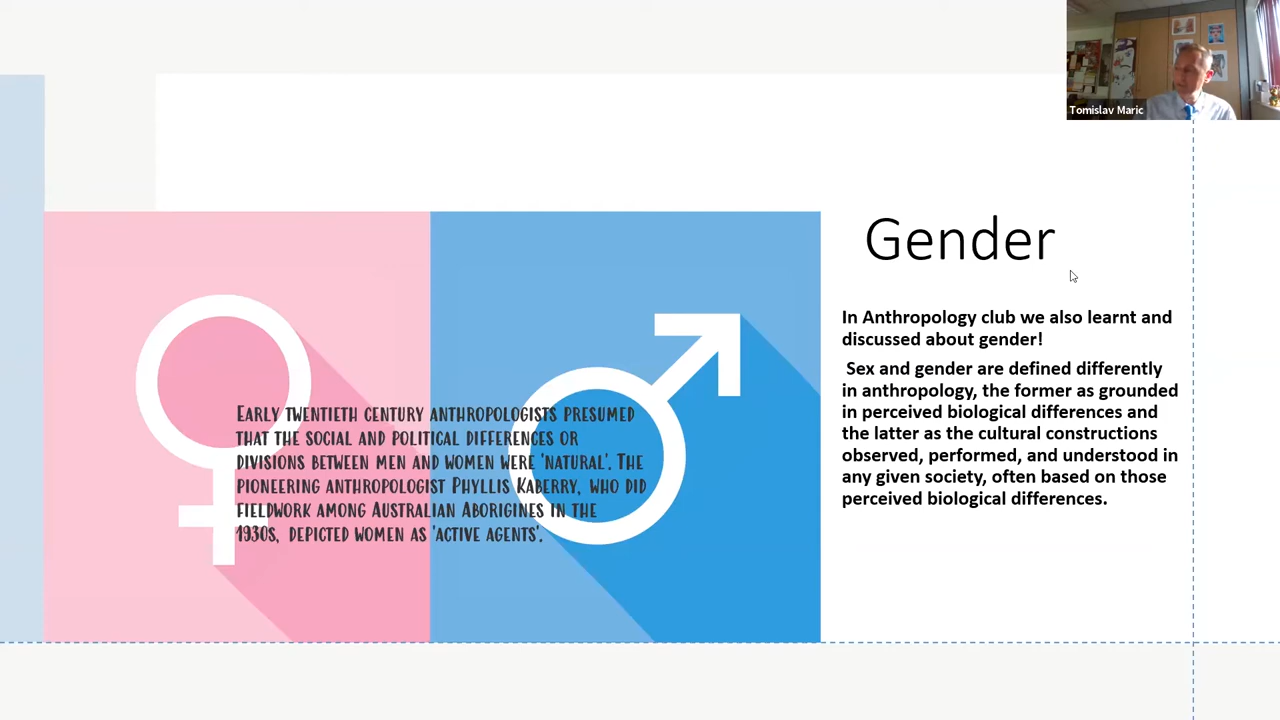 Tomislav Maric
Gender
In Anthropology club we also learnt and
discussed about gender!
Sex and gender are defined differently
in anthropology, the former as grounded
in perceived biological differences and
the latter as the cultural constructions
observed, performed, and understood in
any given society, often based on those
perceived biological differences.
Early twentieth century anthropologists presumed
that the social and political differences or
divisions between men and women were 'natural'. The
pioneering anthropologist Phyllis Kaberry, who did
fieldwork among Australian Aborigines in the
1930s, depicted women as 'active agents'.